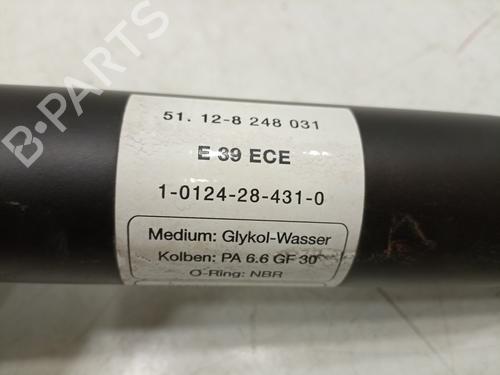 B-PARTS
51. 12-8 248 031
E 39 ECE
1-0124-28-431-0
Medium: Glykol-Wasser
Kolben: PA 6.6 GF 30
O-Ring: NBR